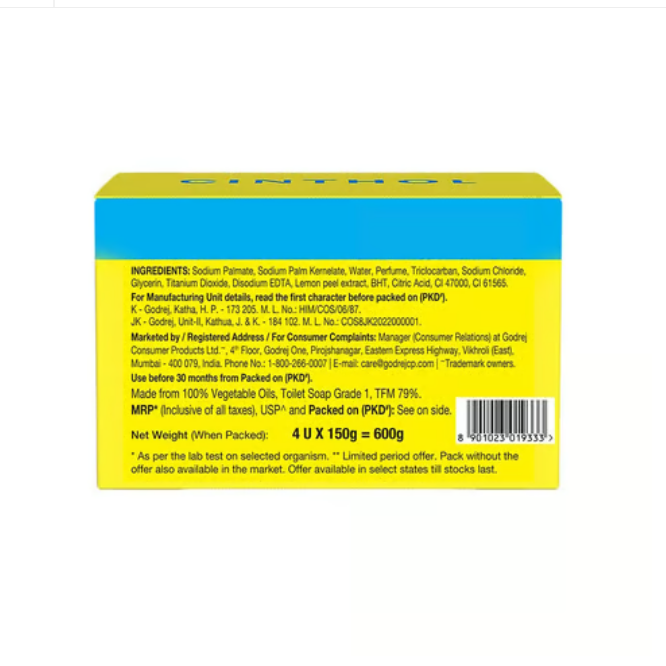 CINTHOL
INGREDIENTS: Sodium Palmate, Sodium Palm Kernelate, Water, Perfume, Triclocarban, Sodium Chloride,
Glycerin, Titanium Dioxide, Disodium EDTA, Lemon peel extract, BHT, Citric Acid, CI 47000, CI 61565.
For Manufacturing Unit details, read the first character before packed on (PKD#).
K - Godrej, Katha, H. P. - 173 205. M. L. No.: HIM/COS/06/87.
JK - Godrej, Unit-II, Kathua, J. & K. - 184 102. M. L. No.: COS8JK2022000001.
Marketed by / Registered Address / For Consumer Complaints: Manager (Consumer Relations) at Godrej
Consumer Products Ltd.~, 4th Floor, Godrej One, Pirojshanagar, Eastern Express Highway, Vikhroli (East),
Mumbai - 400 079, India. Phone No.: 1-800-266-0007 | E-mail: care@godrejcp.com | ~Trademark owners.
Use before 30 months from Packed on (PKD#).
Made from 100% Vegetable Oils, Toilet Soap Grade 1, TFM 79%.
MRP* (Inclusive of all taxes), USP^ and Packed on (PKD#): See on side.
Net Weight (When Packed): 4 U X 150g = 600g
8 901023 019333 >
* As per the lab test on selected organism. ** Limited period offer. Pack without the
offer also available in the market. Offer available in select states till stocks last.